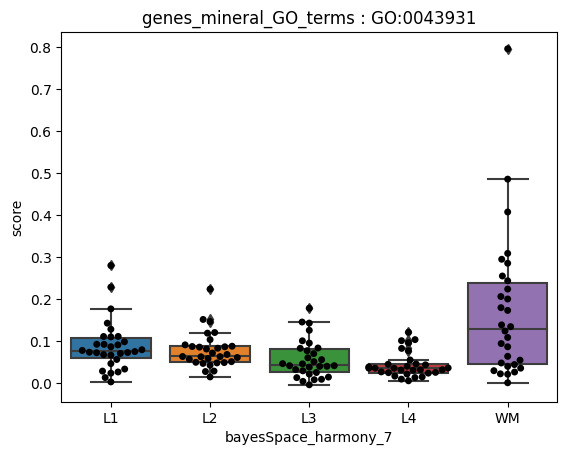 genes_mineral_GO_terms : GO:0043931
0.8
0.7
0.6
0.5
0.4
0.3
0.2
0.1
0.0
score
L1 L2 L3 L4 WM
bayesSpace_harmony_7